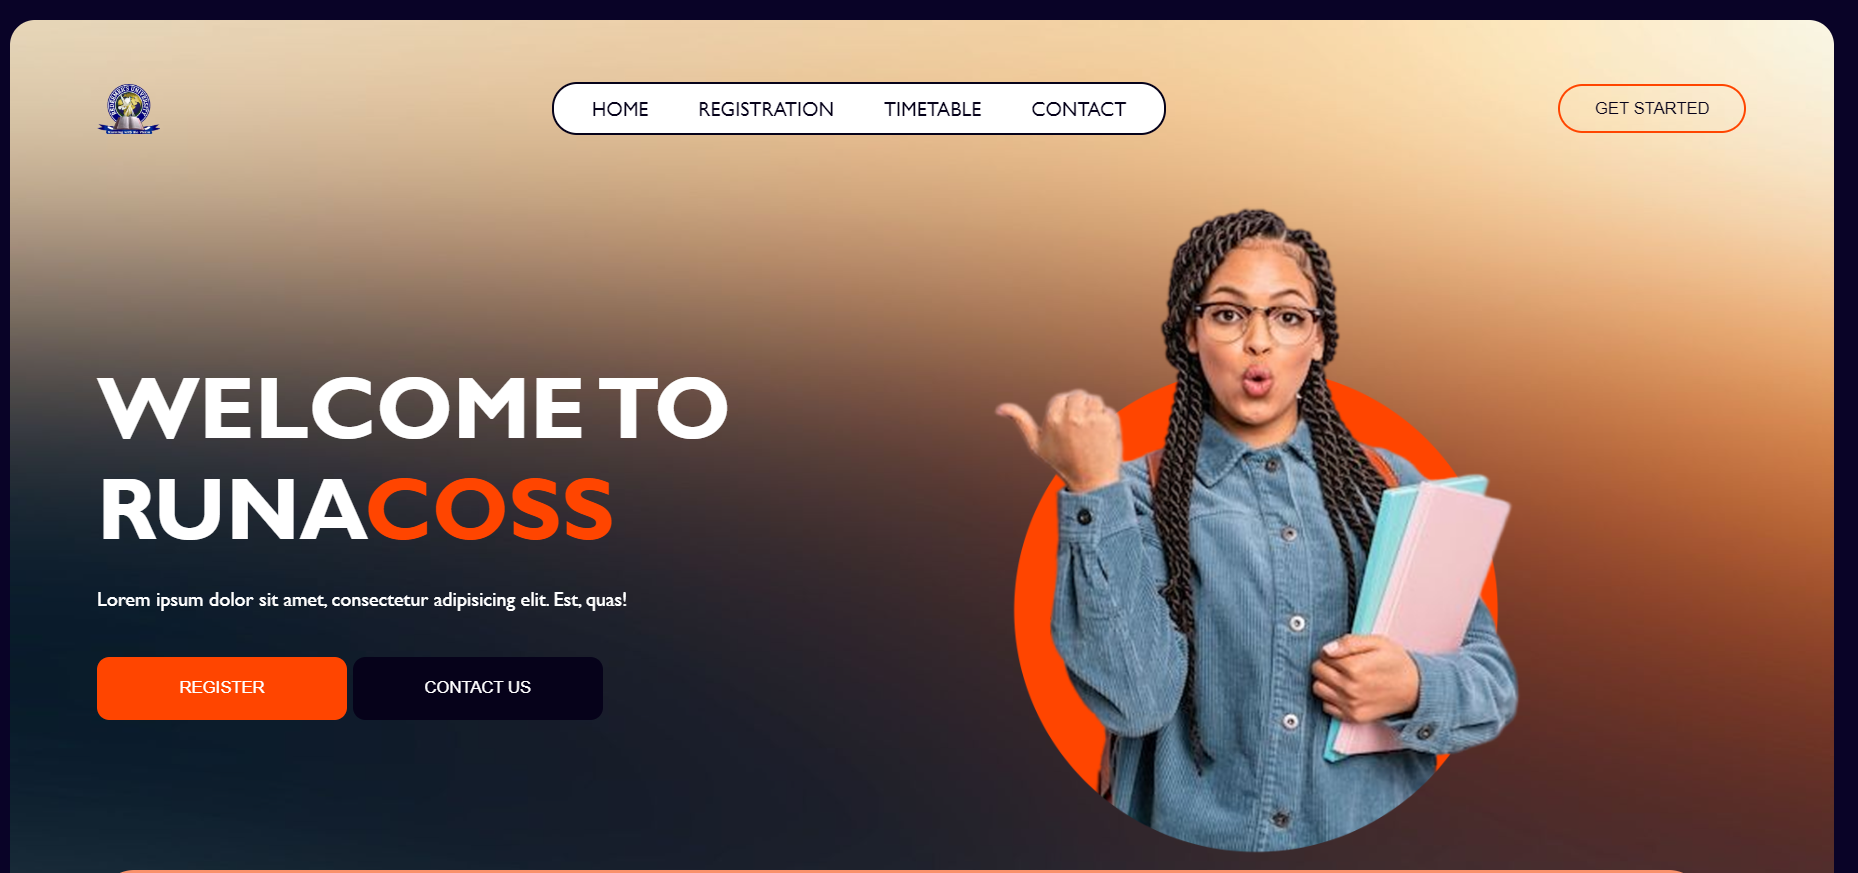 HOME REGISTRATION TIMETABLE CONTACT
GET STARTED
WELCOME TO
RUNACOSS
Lorem ipsum dolor sit amet, consectetur adipisicing elit. Est, quas!
REGISTER
CONTACT US